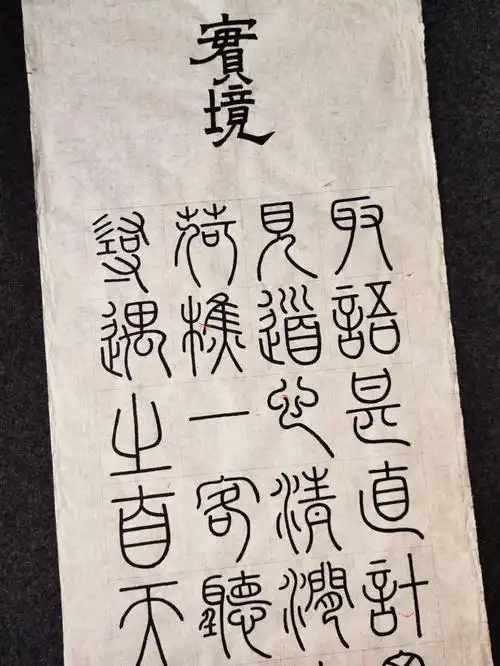 實境
取語甚直計
見道心清澗
荷樵一客聽
尋遇之自天